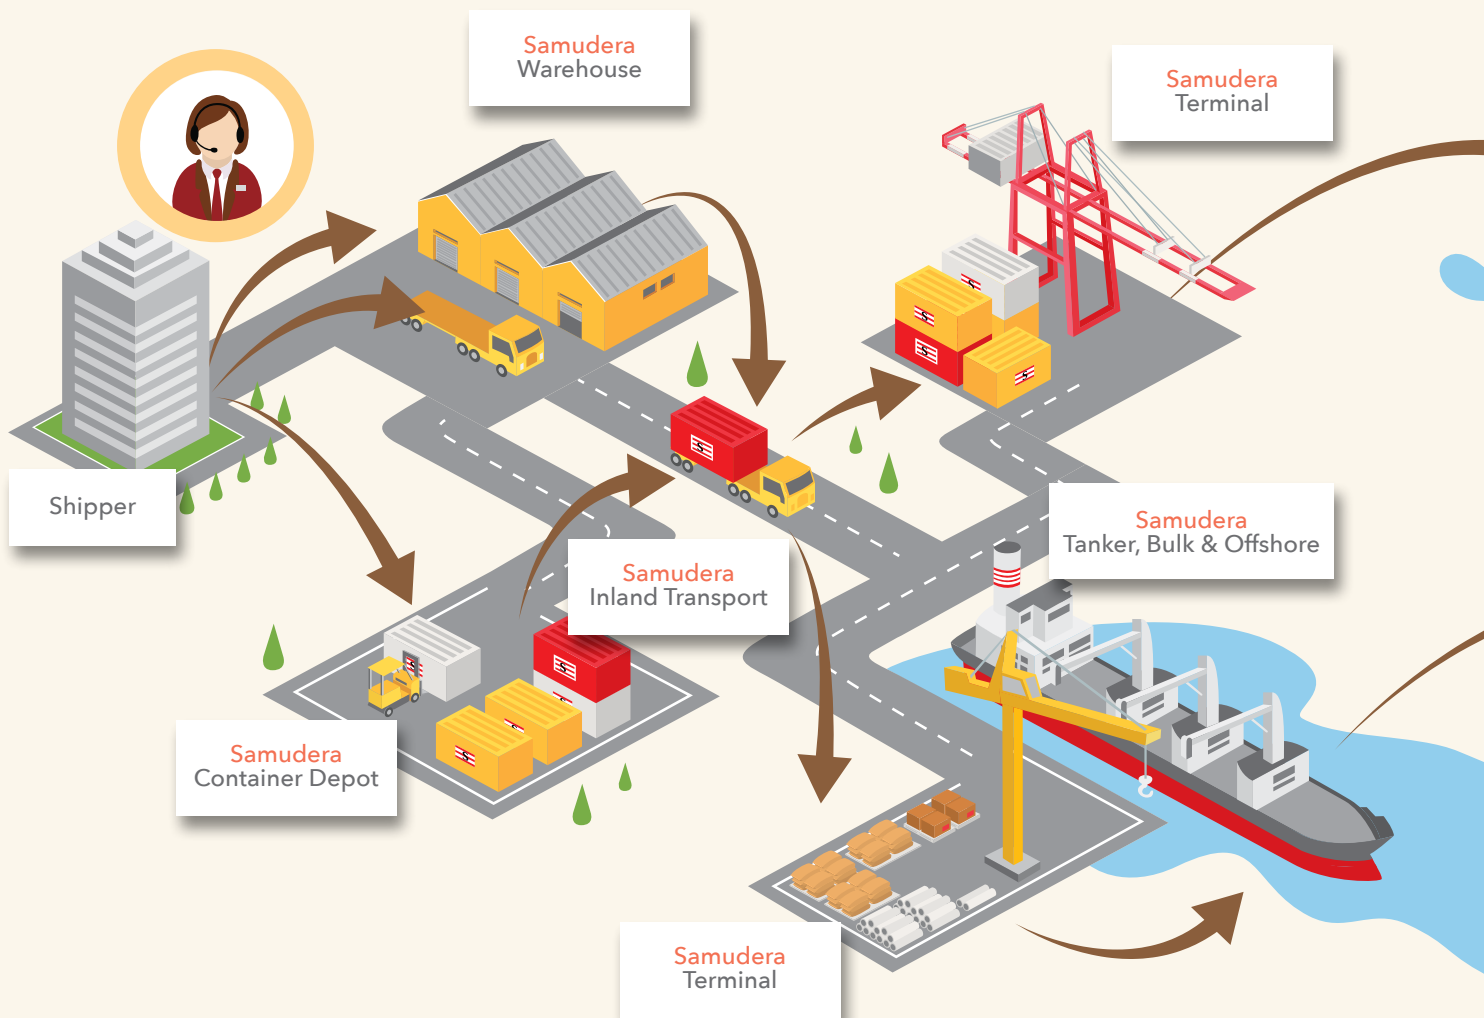 Samudera
Warehouse
Samudera
Terminal
Shipper
Samudera
Tanker, Bulk & Offshore
Samudera
Inland Transport
Samudera
Container Depot
Samudera
Terminal
S
S
S
S
S
S
S
S
S
S
S